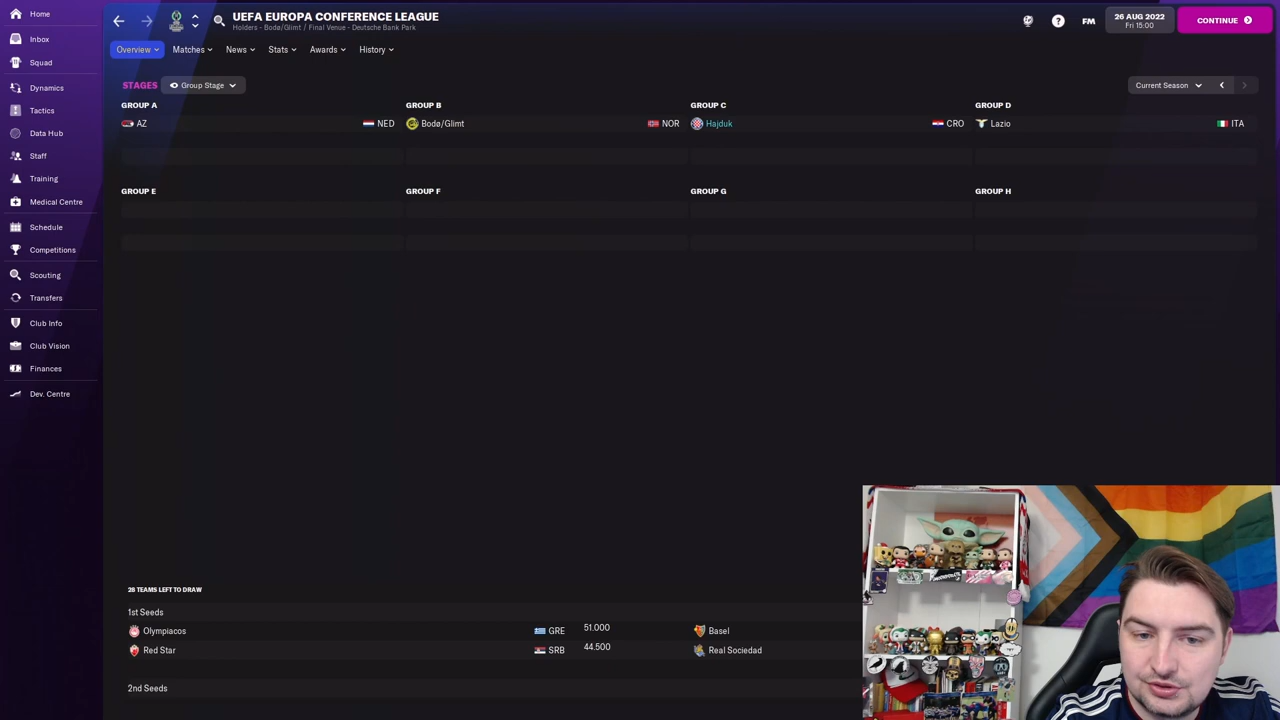 Home
Inbox
Squad
Dynamics
Tactics
Data Hub
Staff
Training
Medical Centre
Schedule
Competitions
Scouting
Transfers
Club Info
Club Vision
Finances
Dev. Centre
UEFA EUROPA CONFERENCE LEAGUE
Holders - Bodø/Glimt / Final Venue - Deutsche Bank Park
FM
26 AUG 2022
Fri 15:00
CONTINUE
Overview
Matches
News
Stats
Awards
History
STAGES
Group Stage
Current Season
GROUP A
GROUP B
GROUP C
GROUP D
AZ NED
Bodø/Glimt NOR
Hajduk CRO
Lazio ITA
GROUP E
GROUP F
GROUP G
GROUP H
28 TEAMS LEFT TO DRAW
1st Seeds
Olympiacos GRE 51.000 Basel
Red Star SRB 44.500 Real Sociedad
2nd Seeds